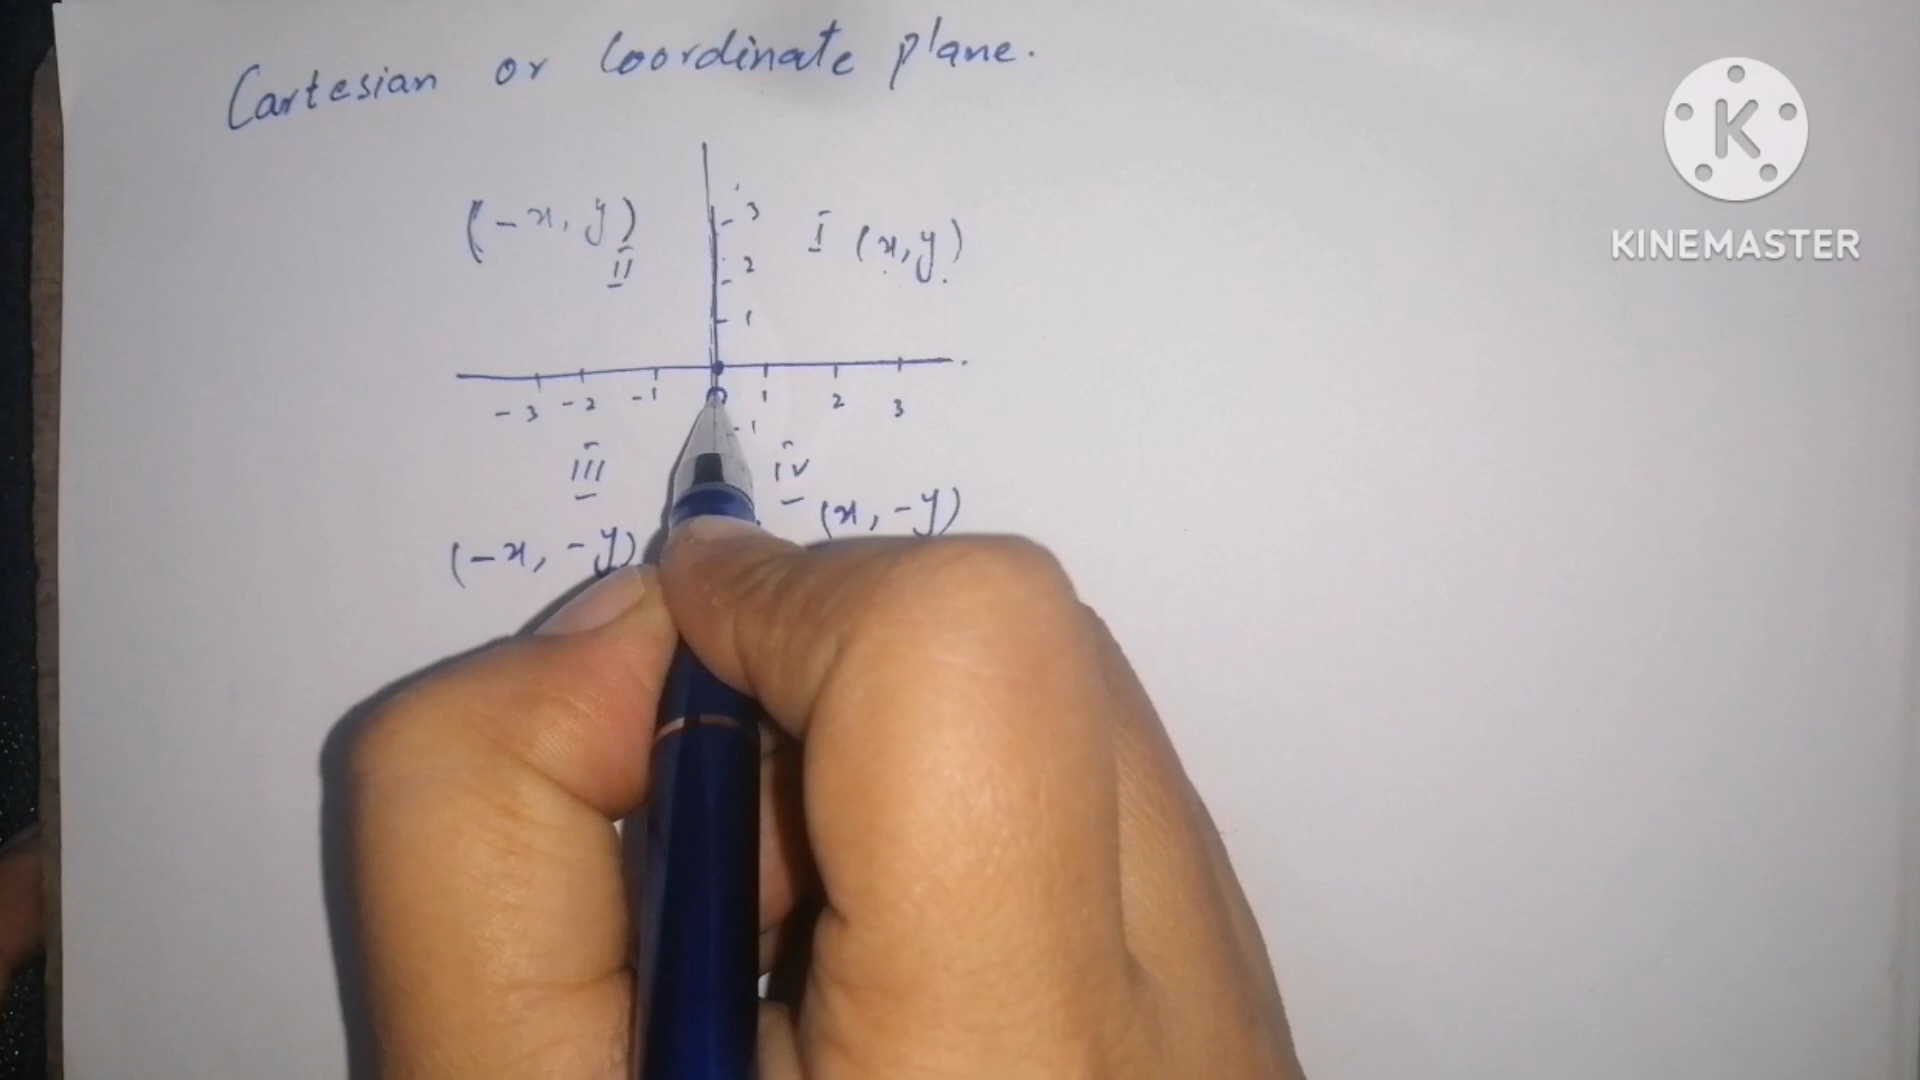 Cartesian or Coordinate plane.
(-x, y)
II
I (x,y)
3
2
1
-3 -2 -1 0 1 2 3
-1
III
IV
(x, -y)
(-x, -y)
K
KINEMASTER